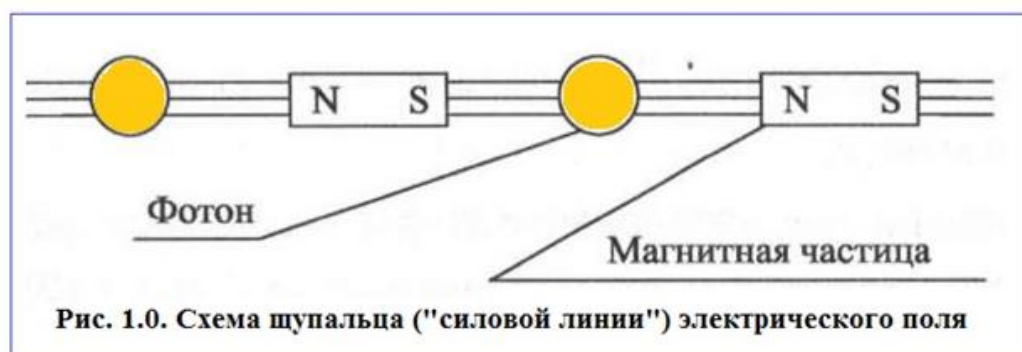 N S
N S
Фотон
Магнитная частица
Рис. 1.0. Схема щупальца ("силовой линии") электрического поля